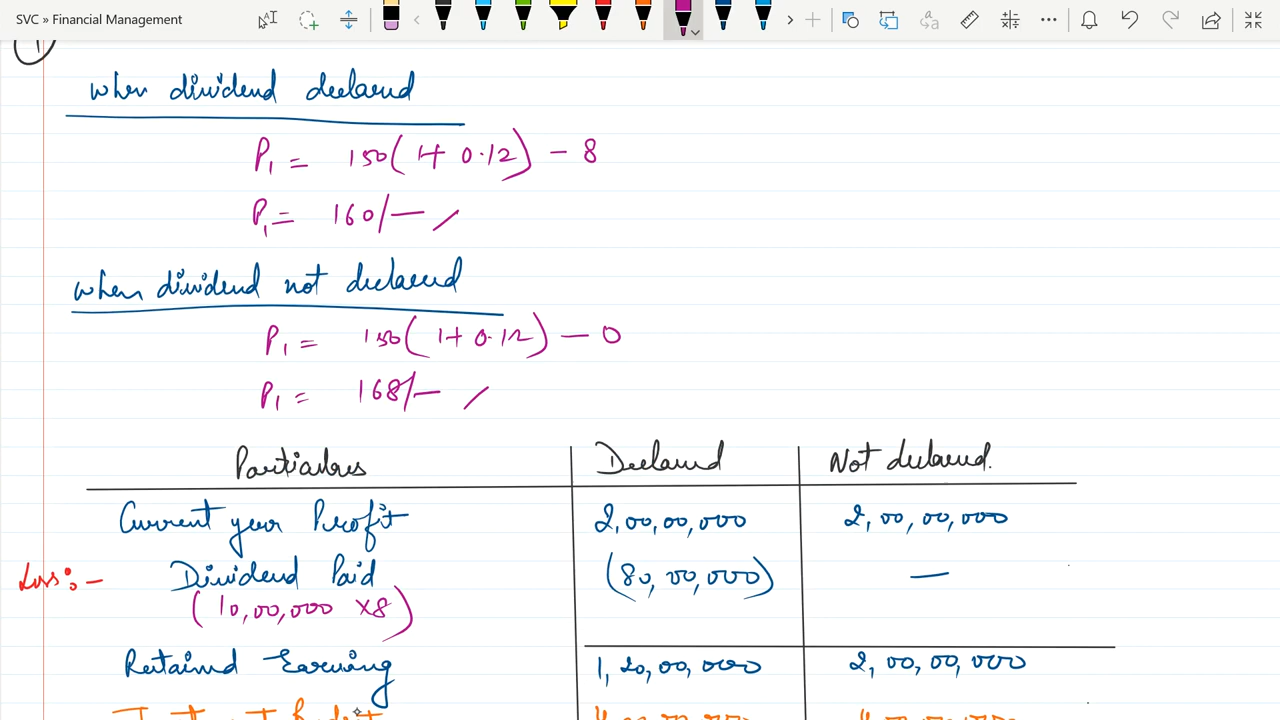 SVC » Financial Management
1
when dividend declared
P1 = 150(1+0.12) - 8
P1 = 160/-
when dividend not declared
P1 = 150(1+0.12) - 0
P1 = 168/-
Particulars Declared Not declared.
Current year Profit 2,00,00,000 2,00,00,000
Less:- Dividend Paid (80,00,000) —
(10,00,000 x8)
Retained Earning 1,20,00,000 2,00,00,000